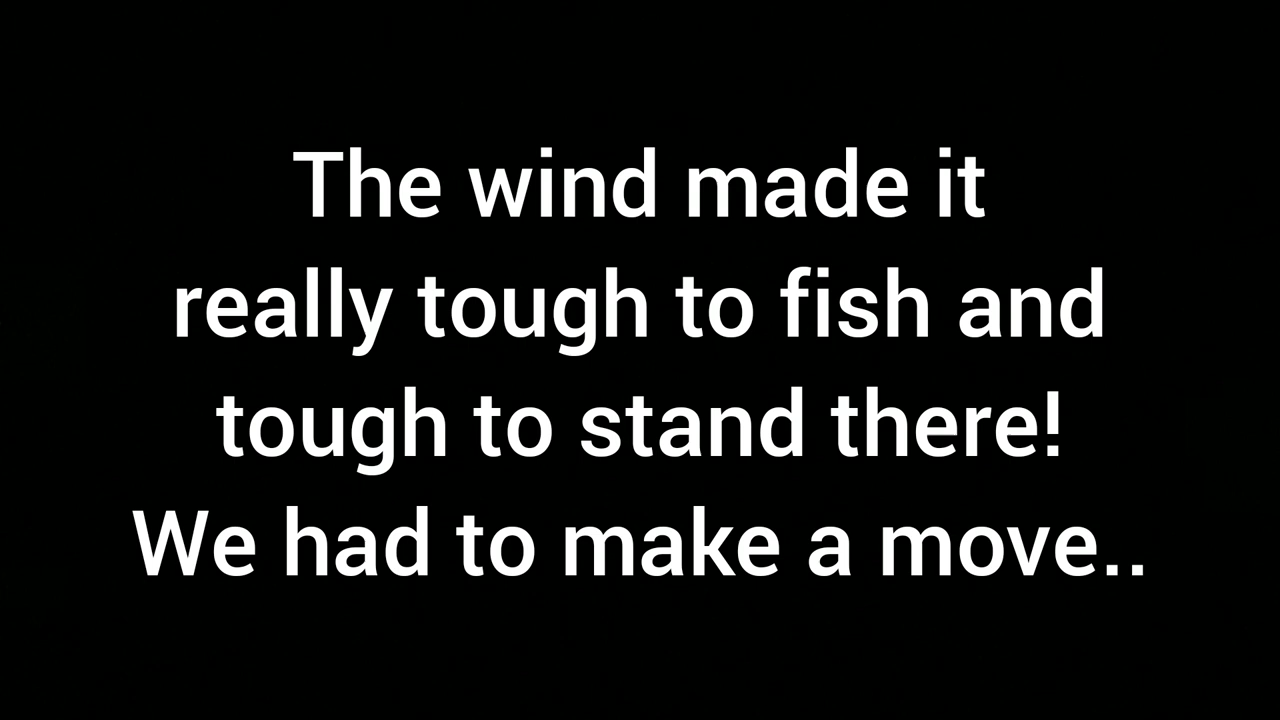 The wind made it
really tough to fish and
tough to stand there!
We had to make a move..